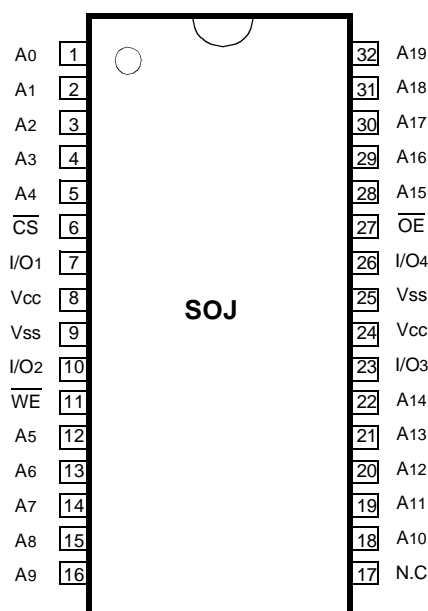 A0 1 32 A19
A1 2 31 A18
A2 3 30 A17
A3 4 29 A16
A4 5 28 A15
CS 6 27 OE
I/O1 7 26 I/O4
Vcc 8 25 Vss
SOJ
Vss 9 24 Vcc
I/O2 10 23 I/O3
WE 11 22 A14
A5 12 21 A13
A6 13 20 A12
A7 14 19 A11
A8 15 18 A10
A9 16 17 N.C